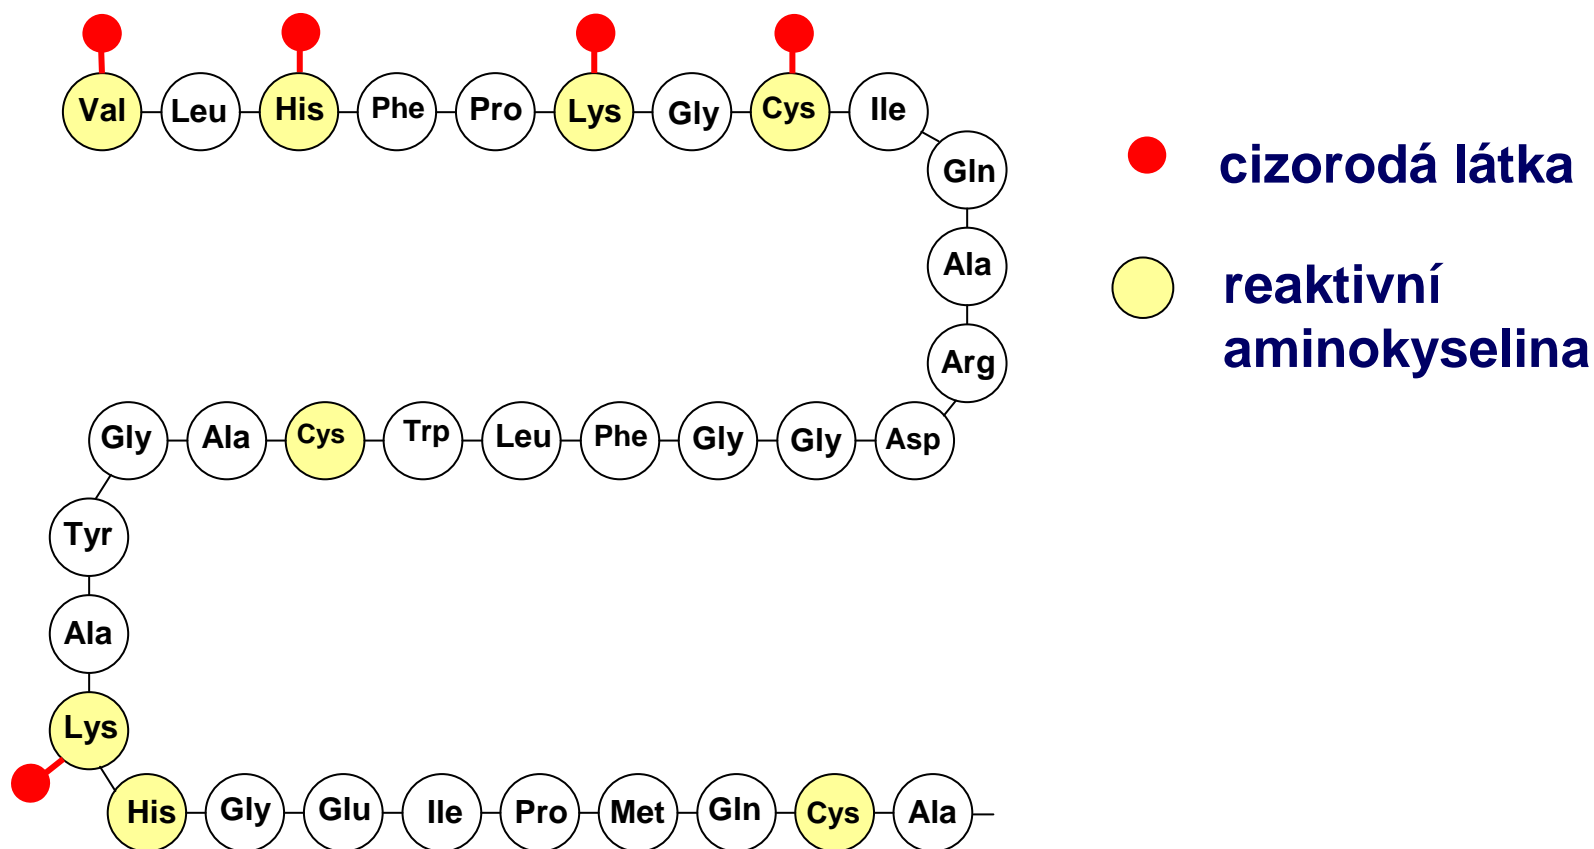 Val Leu His Phe Pro Lys Gly Cys Ile
Gln
Ala
Arg
Gly Ala Cys Trp Leu Phe Gly Gly Asp
Tyr
Ala
Lys
His Gly Glu Ile Pro Met Gln Cys Ala
cizorodá látka
reaktivní
aminokyselina